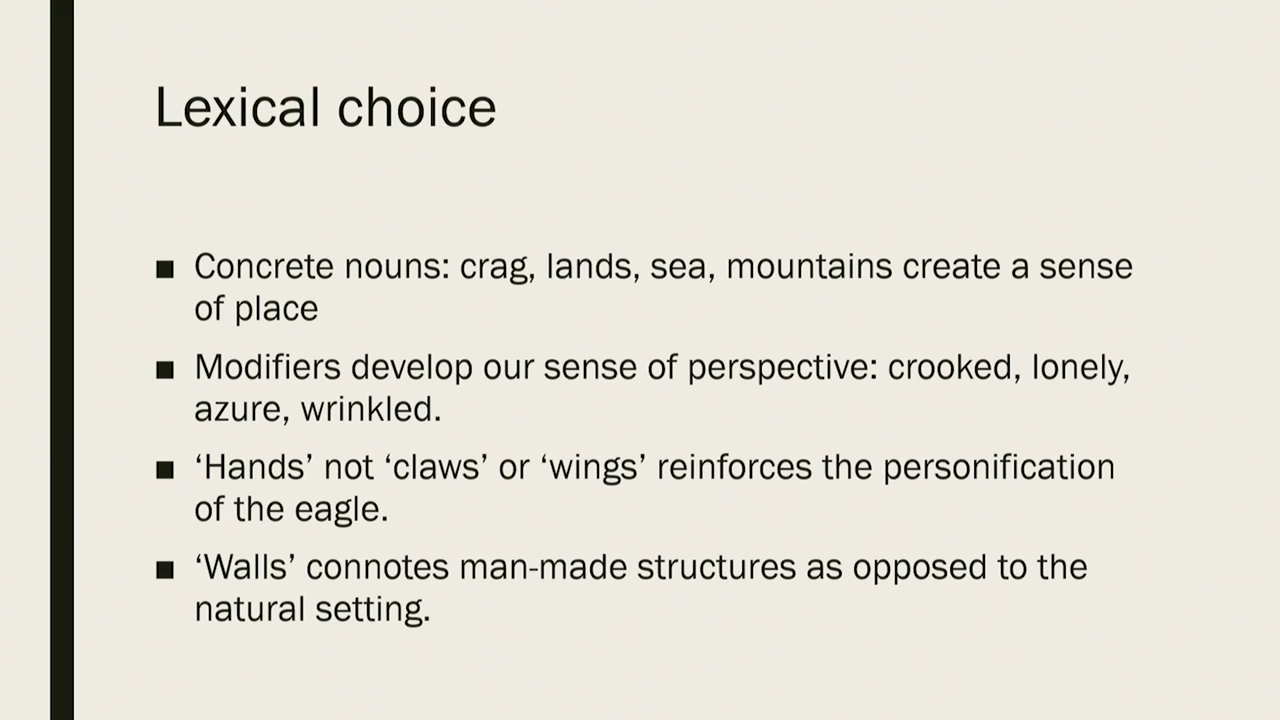 Lexical choice
■ Concrete nouns: crag, lands, sea, mountains create a sense
of place
■ Modifiers develop our sense of perspective: crooked, lonely,
azure, wrinkled.
■ ‘Hands’ not ‘claws’ or ‘wings’ reinforces the personification
of the eagle.
■ ‘Walls’ connotes man-made structures as opposed to the
natural setting.